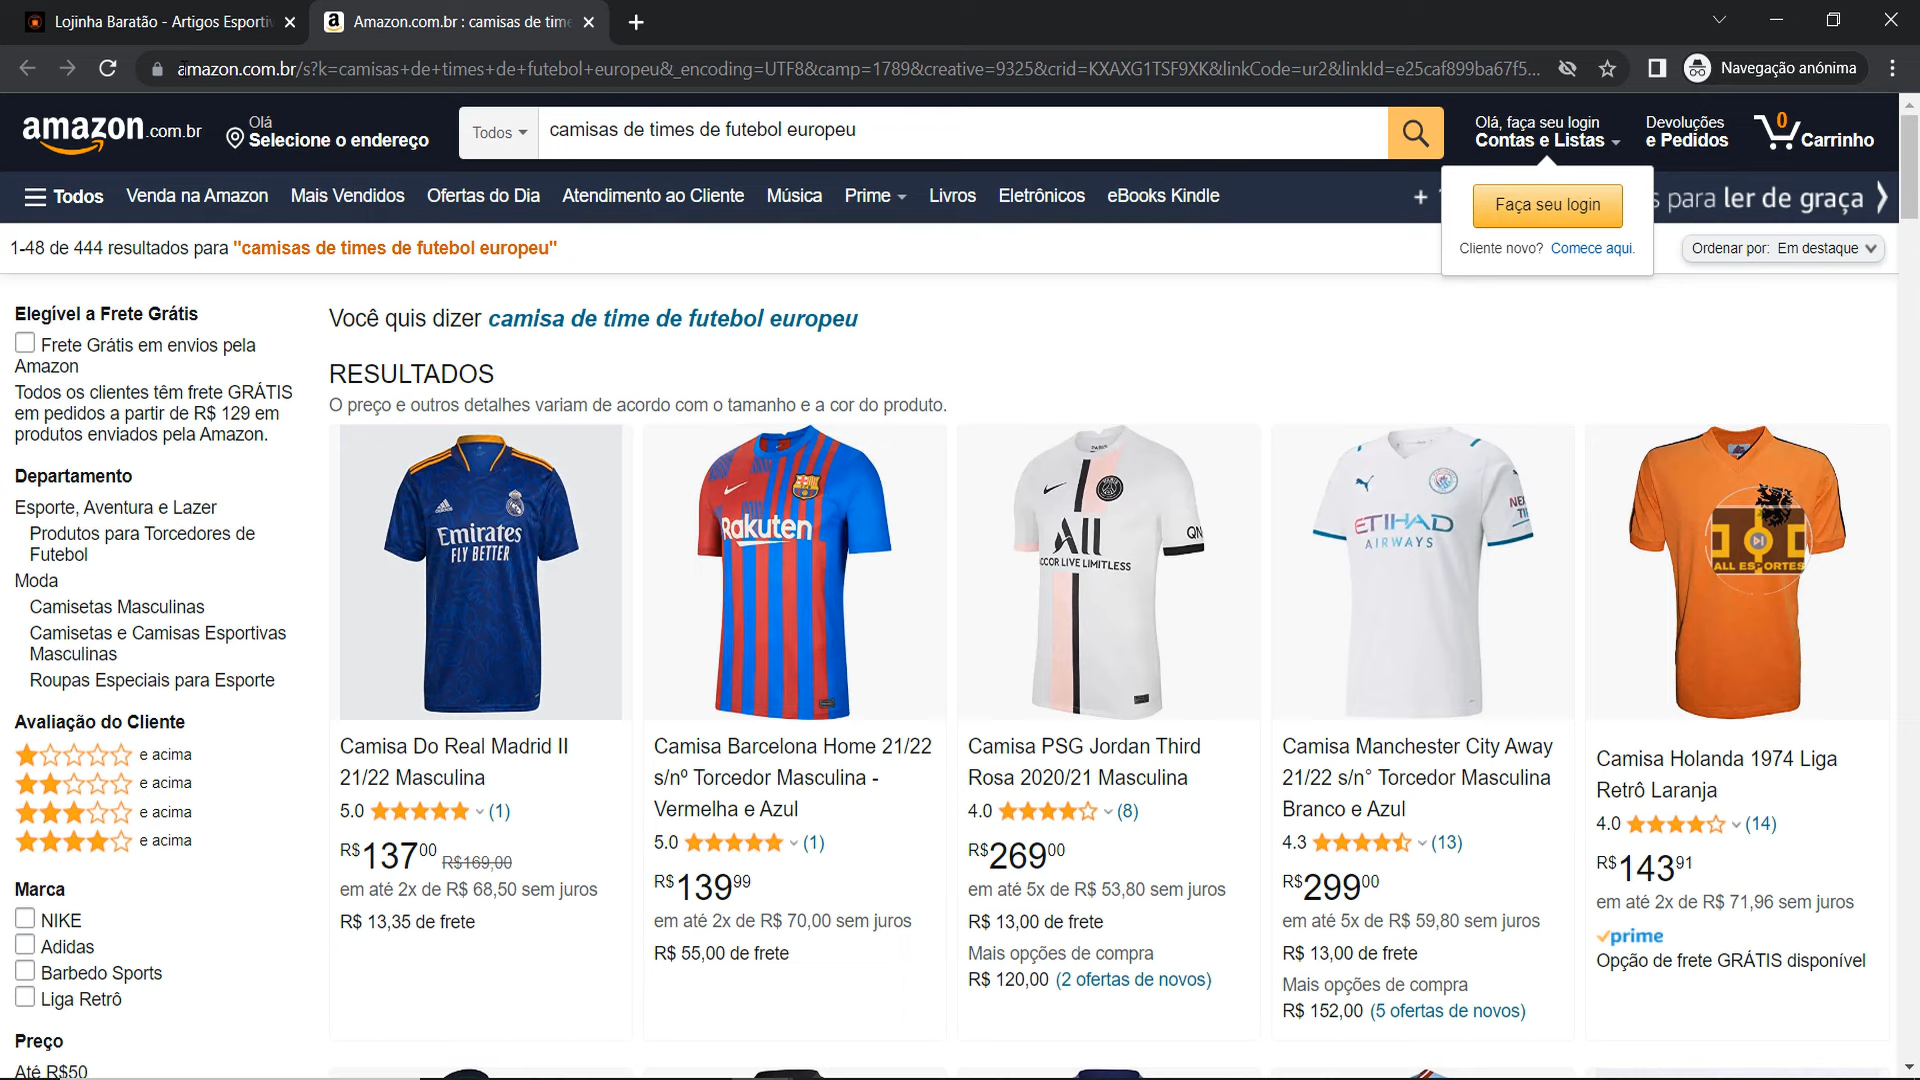 Lojinha Baratão - Artigos Esporti
Amazon.com.br : camisas de time
amazon.com.br/s?k=camisas+de+times+de+futebol+europeu&_encoding=UTF8&camp=1789&creative=9325&crid=KXAXG1TSF9XK&linkCode=ur2&linkId=e25caf899ba67f5...
Navegação anónima
amazon.com.br
Olá
Selecione o endereço
Todos
camisas de times de futebol europeu
Olá, faça seu login
Contas e Listas
Devoluções
e Pedidos
0
Carrinho
Todos
Venda na Amazon
Mais Vendidos
Ofertas do Dia
Atendimento ao Cliente
Música
Prime
Livros
Eletrônicos
eBooks Kindle
para ler de graça
Faça seu login
Cliente novo? Comece aqui.
1-48 de 444 resultados para "camisas de times de futebol europeu"
Ordenar por: Em destaque
Elegível a Frete Grátis
Frete Grátis em envios pela
Amazon
Todos os clientes têm frete GRÁTIS
em pedidos a partir de R$ 129 em
produtos enviados pela Amazon.
Departamento
Esporte, Aventura e Lazer
Produtos para Torcedores de
Futebol
Moda
Camisetas Masculinas
Camisetas e Camisas Esportivas
Masculinas
Roupas Especiais para Esporte
Avaliação do Cliente
e acima
e acima
e acima
e acima
Marca
NIKE
Adidas
Barbedo Sports
Liga Retrô
Preço
Até R$50
Você quis dizer camisa de time de futebol europeu
RESULTADOS
O preço e outros detalhes variam de acordo com o tamanho e a cor do produto.
adidas
Emirates
FLY BETTER
Camisa Do Real Madrid II
21/22 Masculina
5.0 (1)
R$13700 R$169,00
em até 2x de R$ 68,50 sem juros
R$ 13,35 de frete
Rakuten
Camisa Barcelona Home 21/22
s/nº Torcedor Masculina -
Vermelha e Azul
5.0 (1)
R$13999
em até 2x de R$ 70,00 sem juros
R$ 55,00 de frete
PARIS
All
CCOR LIVE LIMITLESS
QN
Camisa PSG Jordan Third
Rosa 2020/21 Masculina
4.0 (8)
R$26900
em até 5x de R$ 53,80 sem juros
R$ 13,00 de frete
Mais opções de compra
R$ 120,00 (2 ofertas de novos)
ETIHAD
AIRWAYS
NEX
Camisa Manchester City Away
21/22 s/n° Torcedor Masculina
Branco e Azul
4.3 (13)
R$29900
em até 5x de R$ 59,80 sem juros
R$ 13,00 de frete
Mais opções de compra
R$ 152,00 (5 ofertas de novos)
ALL ESPORTES
Camisa Holanda 1974 Liga
Retrô Laranja
4.0 (14)
R$14391
em até 2x de R$ 71,96 sem juros
prime
Opção de frete GRÁTIS disponível